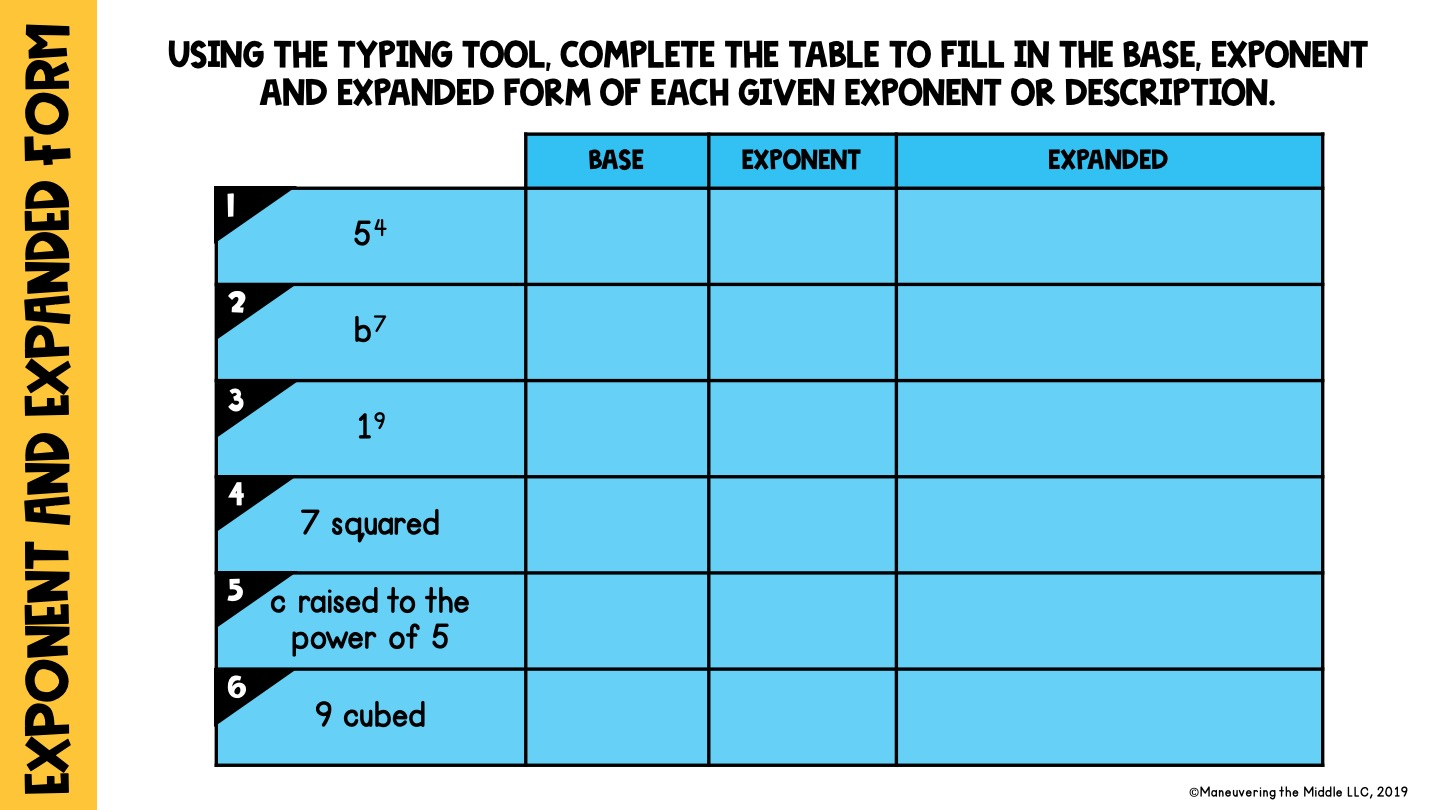 EXPONENT AND EXPANDED FORM
USING THE TYPING TOOL, COMPLETE THE TABLE TO FILL IN THE BASE, EXPONENT
AND EXPANDED FORM OF EACH GIVEN EXPONENT OR DESCRIPTION.
BASE EXPONENT EXPANDED
1
5⁴
2
b⁷
3
1⁹
4
7 squared
5
c raised to the
power of 5
6
9 cubed
©Maneuvering the Middle LLC, 2019